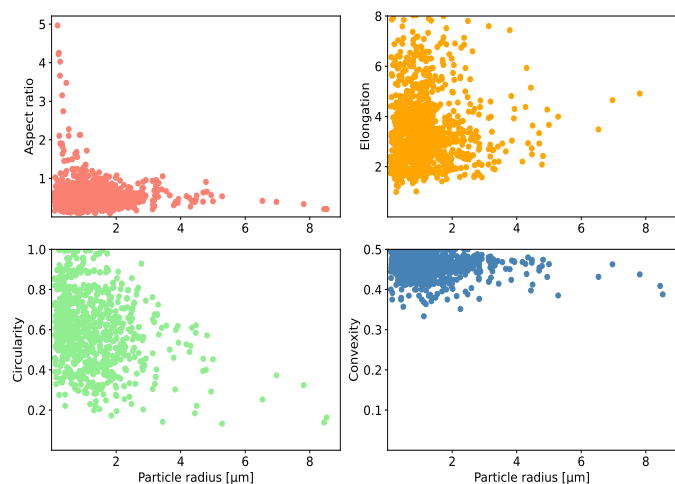 Aspect ratio
5
4
3
2
1
2 4 6 8
Elongation
8
6
4
2
2 4 6 8
Circularity
1.0
0.8
0.6
0.4
0.2
2 4 6 8
Particle radius [μm]
Convexity
0.5
0.4
0.3
0.2
0.1
2 4 6 8
Particle radius [μm]